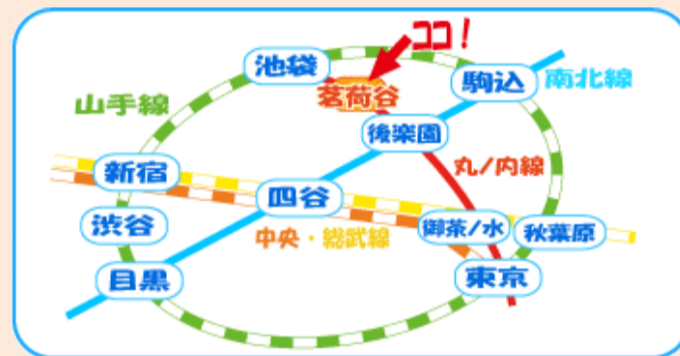 ココ!
池袋
茗荷谷
駒込
南北線
山手線
後楽園
丸ノ内線
新宿
四谷
渋谷
中央・総武線
御茶ノ水
秋葉原
目黒
東京